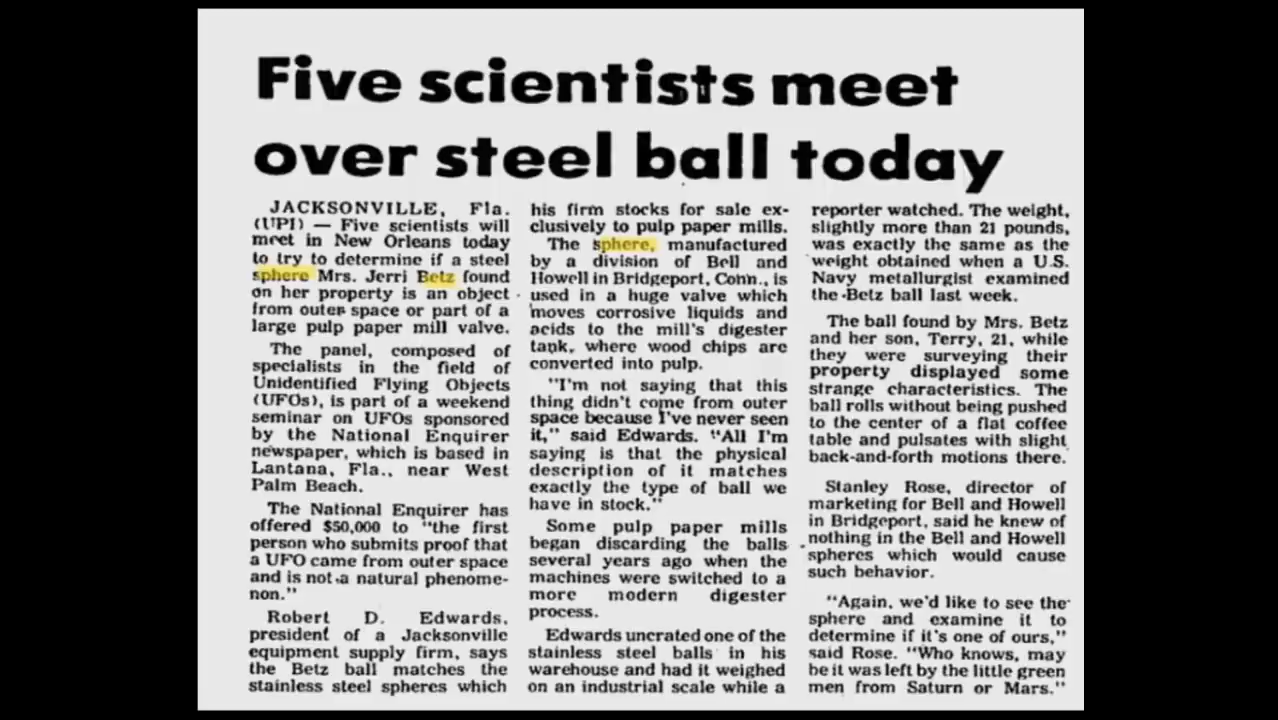 Five scientists meet
over steel ball today
JACKSONVILLE, Fla.
(UPI) — Five scientists will
meet in New Orleans today
to try to determine if a steel
sphere Mrs. Jerri Betz found
on her property is an object
from outer space or part of a
large pulp paper mill valve.
The panel, composed of
specialists in the field of
Unidentified Flying Objects
(UFOs), is part of a weekend
seminar on UFOs sponsored
by the National Enquirer
newspaper, which is based in
Lantana, Fla., near West
Palm Beach.
The National Enquirer has
offered $50,000 to "the first
person who submits proof that
a UFO came from outer space
and is not a natural phenome-
non."
Robert D. Edwards,
president of a Jacksonville
equipment supply firm, says
the Betz ball matches the
stainless steel spheres which
his firm stocks for sale ex-
clusively to pulp paper mills.
The sphere, manufactured
by a division of Bell and
Howell in Bridgeport, Conn., is
used in a huge valve which
moves corrosive liquids and
acids to the mill's digester
tank, where wood chips are
converted into pulp.
"I'm not saying that this
thing didn't come from outer
space because I've never seen
it," said Edwards. "All I'm
saying is that the physical
description of it matches
exactly the type of ball we
have in stock."
Some pulp paper mills
began discarding the balls
several years ago when the
machines were switched to a
more modern digester
process.
Edwards uncrated one of the
stainless steel balls in his
warehouse and had it weighed
on an industrial scale while a
reporter watched. The weight,
slightly more than 21 pounds,
was exactly the same as the
weight obtained when a U.S.
Navy metallurgist examined
the Betz ball last week.
The ball found by Mrs. Betz
and her son, Terry, 21, while
they were surveying their
property displayed some
strange characteristics. The
ball rolls without being pushed
to the center of a flat coffee
table and pulsates with slight
back-and-forth motions there.
Stanley Rose, director of
marketing for Bell and Howell
in Bridgeport, said he knew of
nothing in the Bell and Howell
spheres which would cause
such behavior.
"Again, we'd like to see the
sphere and examine it to
determine if it's one of ours,"
said Rose. "Who knows, may
be it was left by the little green
men from Saturn or Mars."